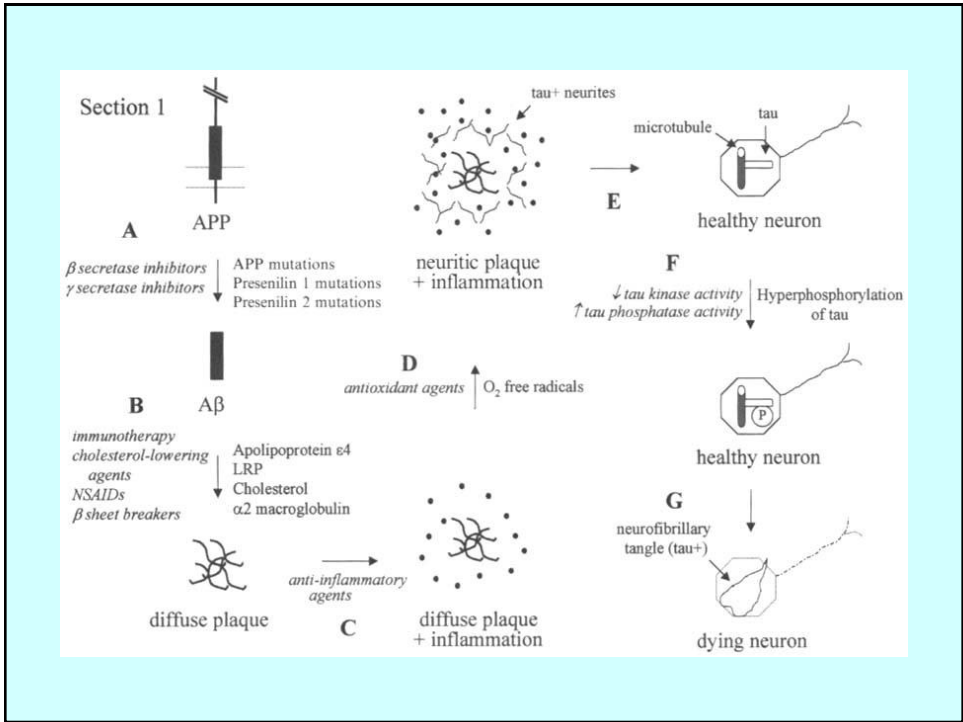 Section 1
APP
A
β secretase inhibitors
γ secretase inhibitors
APP mutations
Presenilin 1 mutations
Presenilin 2 mutations
Aβ
B
immunotherapy
cholesterol-lowering
agents
NSAIDs
β sheet breakers
Apolipoprotein ε4
LRP
Cholesterol
α2 macroglobulin
diffuse plaque
anti-inflammatory
agents
C
diffuse plaque
+ inflammation
D
antioxidant agents
O₂ free radicals
tau+ neurites
neuritic plaque
+ inflammation
E
microtubule
tau
healthy neuron
F
↓ tau kinase activity
↑ tau phosphatase activity
Hyperphosphorylation
of tau
P
healthy neuron
G
neurofibrillary
tangle (tau+)
dying neuron